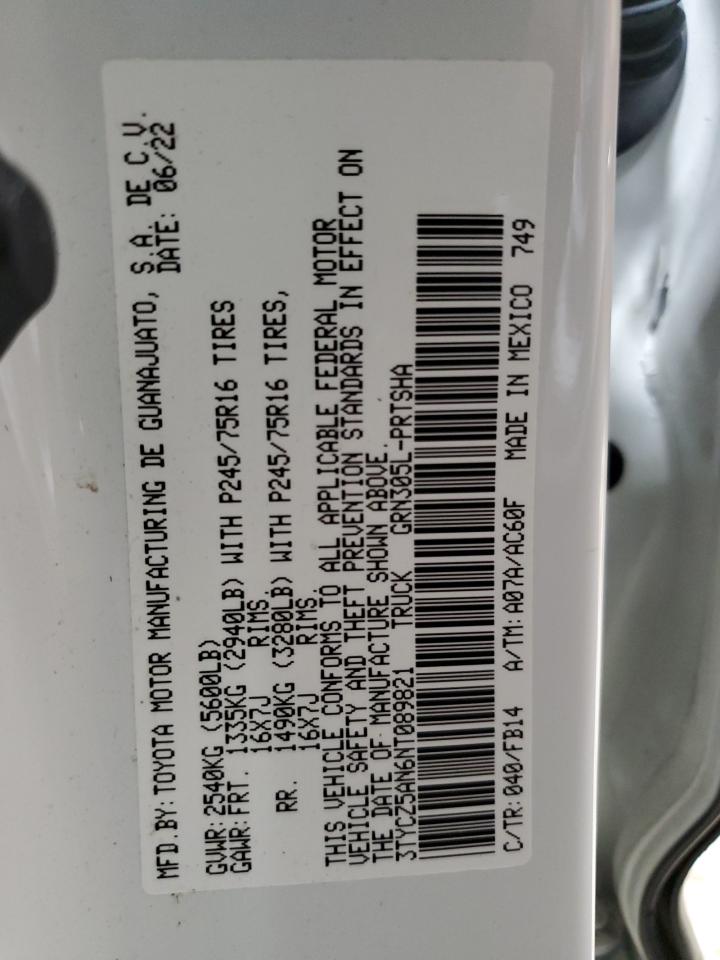 MFD.BY:TOYOTA MOTOR MANUFACTURING DE GUANAJUATO, S.A. DE C.V.
DATE: 06/22
GVWR:2540KG (5600LB)
GAWR:FRT. 1335KG (2940LB) WITH P245/75R16 TIRES
16X7J RIMS,
RR. 1490KG (3280LB) WITH P245/75R16 TIRES,
16X7J RIMS.
THIS VEHICLE CONFORMS TO ALL APPLICABLE FEDERAL MOTOR
VEHICLE SAFETY AND THEFT PREVENTION STANDARDS IN EFFECT ON
THE DATE OF MANUFACTURE SHOWN ABOVE.
3TYCZ5AN6NT089821 TRUCK GRN305L-PRTSHA
C/TR:040/FB14 A/TM:A07A/AC60F MADE IN MEXICO 749